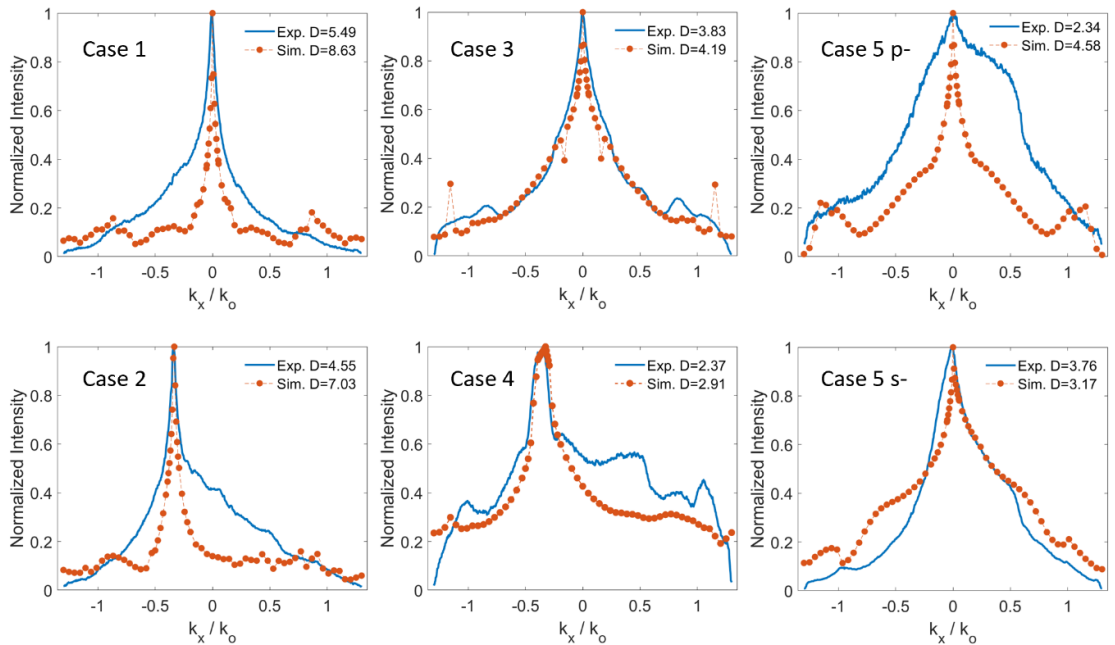 Case 1
Exp. D=5.49
Sim. D=8.63
Normalized Intensity
1
0.8
0.6
0.4
0.2
0
-1
-0.5
0
0.5
1
k_x / k_o
Case 3
Exp. D=3.83
Sim. D=4.19
Normalized Intensity
1
0.8
0.6
0.4
0.2
0
-1
-0.5
0
0.5
1
k_x / k_o
Case 5 p-
Exp. D=2.34
Sim. D=4.58
Normalized Intensity
1
0.8
0.6
0.4
0.2
0
-1
-0.5
0
0.5
1
k_x / k_o
Case 2
Exp. D=4.55
Sim. D=7.03
Normalized Intensity
1
0.8
0.6
0.4
0.2
0
-1
-0.5
0
0.5
1
k_x / k_o
Case 4
Exp. D=2.37
Sim. D=2.91
Normalized Intensity
1
0.8
0.6
0.4
0.2
0
-1
-0.5
0
0.5
1
k_x / k_o
Case 5 s-
Exp. D=3.76
Sim. D=3.17
Normalized Intensity
1
0.8
0.6
0.4
0.2
0
-1
-0.5
0
0.5
1
k_x / k_o